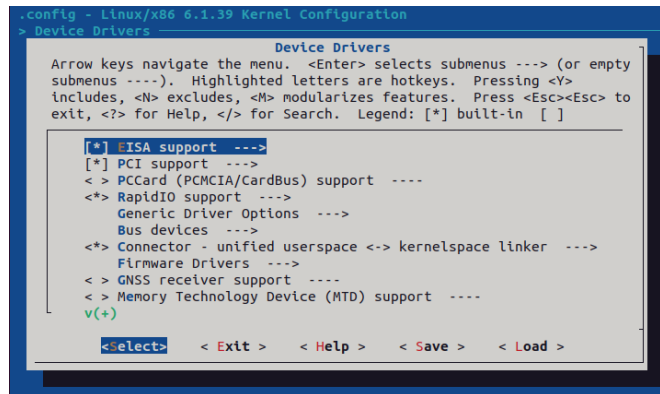 .config - Linux/x86 6.1.39 Kernel Configuration
> Device Drivers
Device Drivers
Arrow keys navigate the menu.  <Enter> selects submenus ---> (or empty
submenus ----).  Highlighted letters are hotkeys.  Pressing <Y>
includes, <N> excludes, <M> modularizes features.  Press <Esc><Esc> to
exit, <?> for Help, </> for Search.  Legend: [*] built-in  [ ]
[*] EISA support  --->
[*] PCI support  --->
< > PCCard (PCMCIA/CardBus) support  ----
<*> RapidIO support  --->
Generic Driver Options  --->
Bus devices  --->
<*> Connector - unified userspace <-> kernelspace linker  --->
Firmware Drivers  --->
< > GNSS receiver support  ----
< > Memory Technology Device (MTD) support  ----
v(+)
<Select>    < Exit >    < Help >    < Save >    < Load >